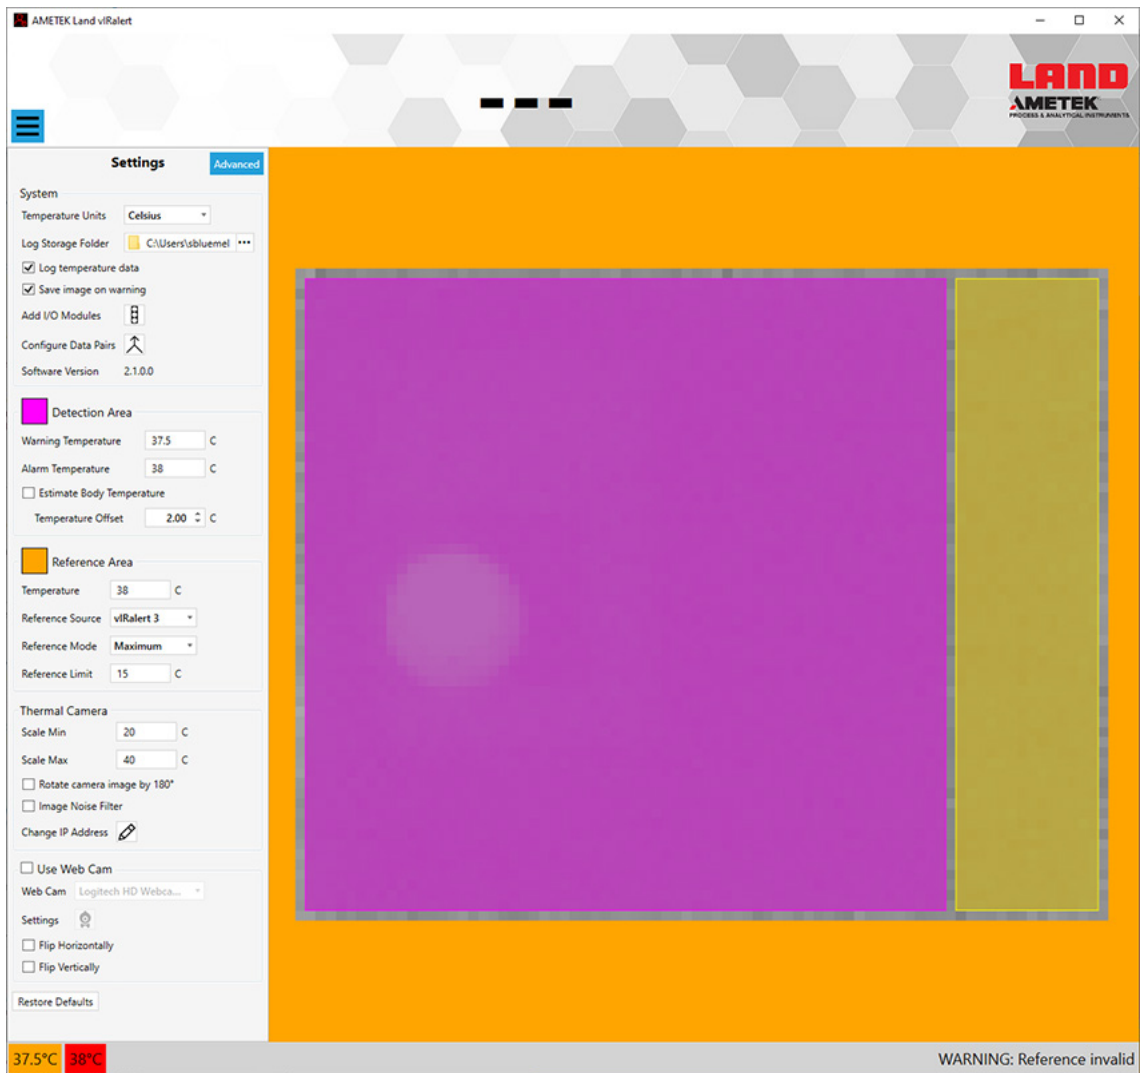 AMETEK Land vIRalert
LAND
AMETEK
PROCESS & ANALYTICAL INSTRUMENTS
---
Settings
Advanced
System
Temperature Units Celsius
Log Storage Folder C:\Users\sbluemel ...
Log temperature data
Save image on warning
Add I/O Modules
Configure Data Pairs
Software Version 2.1.0.0
Detection Area
Warning Temperature 37.5 C
Alarm Temperature 38 C
Estimate Body Temperature
Temperature Offset 2.00 C
Reference Area
Temperature 38 C
Reference Source vIRalert 3
Reference Mode Maximum
Reference Limit 15 C
Thermal Camera
Scale Min 20 C
Scale Max 40 C
Rotate camera image by 180°
Image Noise Filter
Change IP Address
Use Web Cam
Web Cam Logitech HD Webca...
Settings
Flip Horizontally
Flip Vertically
Restore Defaults
37.5°C 38°C WARNING: Reference invalid